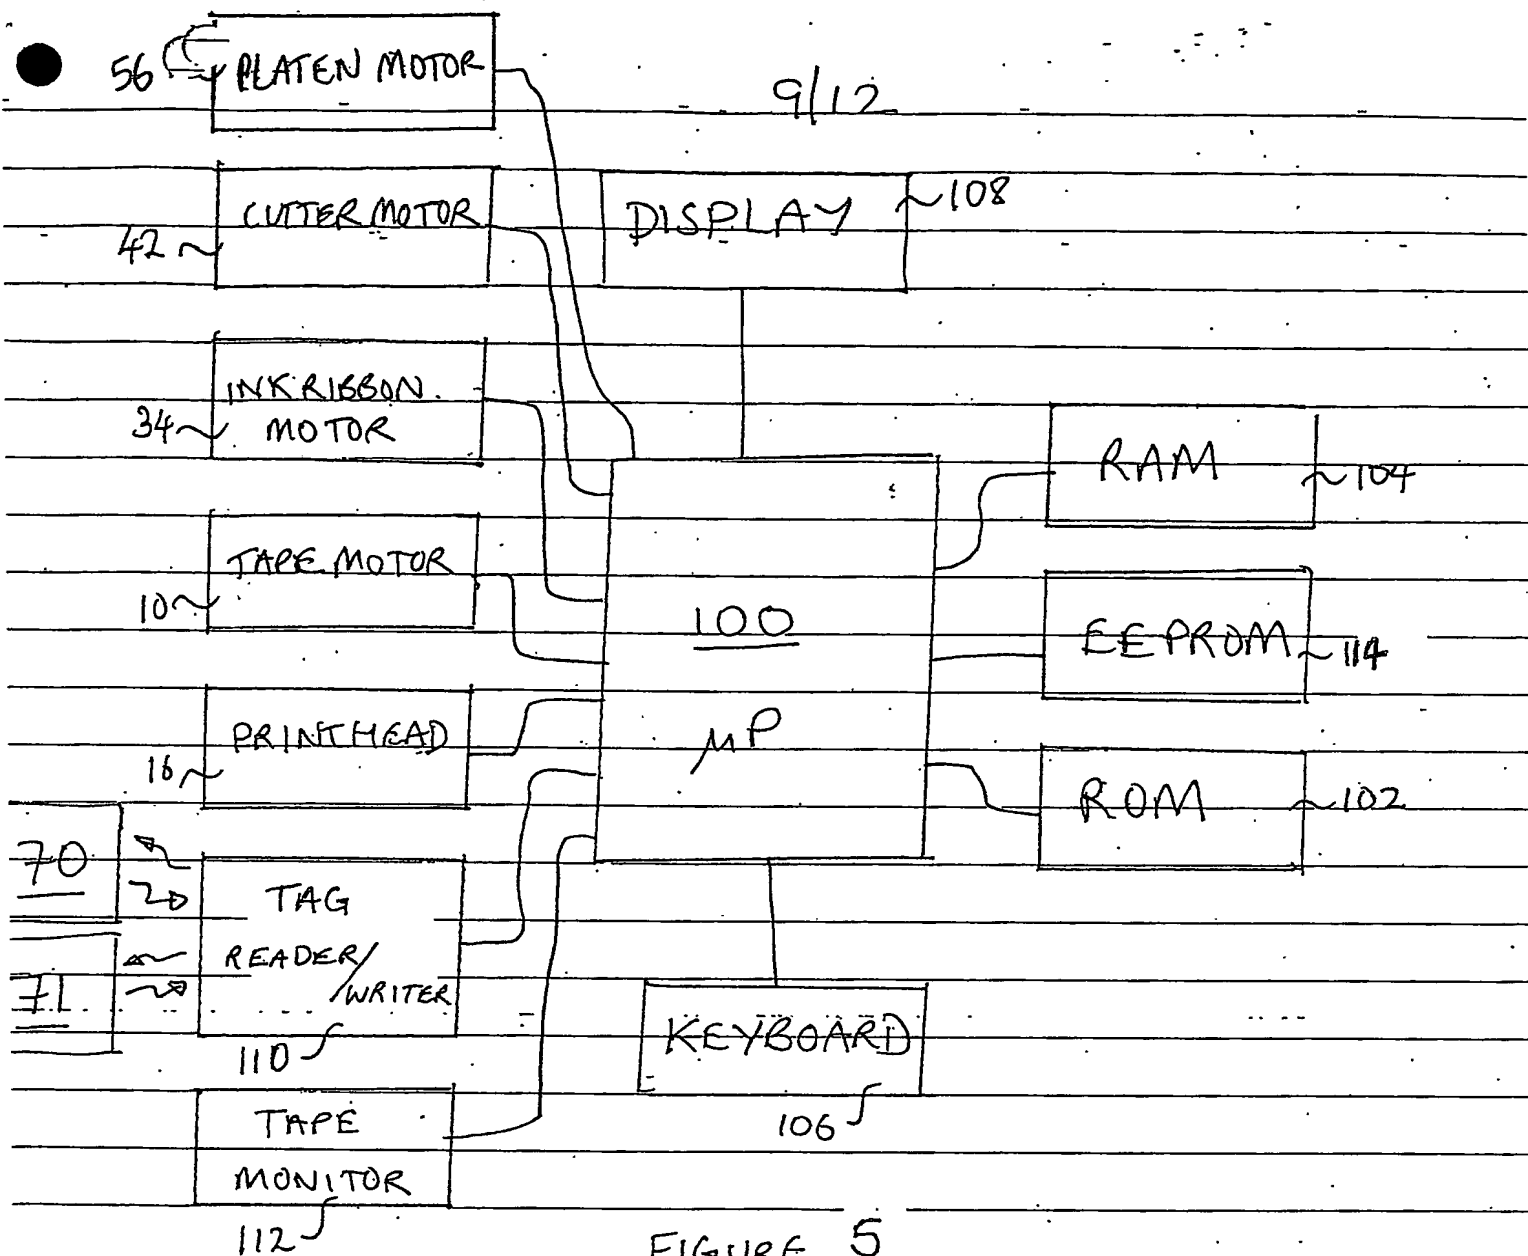 56 PLATEN MOTOR
9/12
CUTTER MOTOR
42
DISPLAY
108
INK RIBBON
34 MOTOR
RAM
104
TAPE MOTOR
10
100
EEPROM
114
PRINTHEAD
16
μP
ROM
102
70
TAG
READER/
/WRITER
71
110
KEYBOARD
106
TAPE
MONITOR
112
FIGURE 5